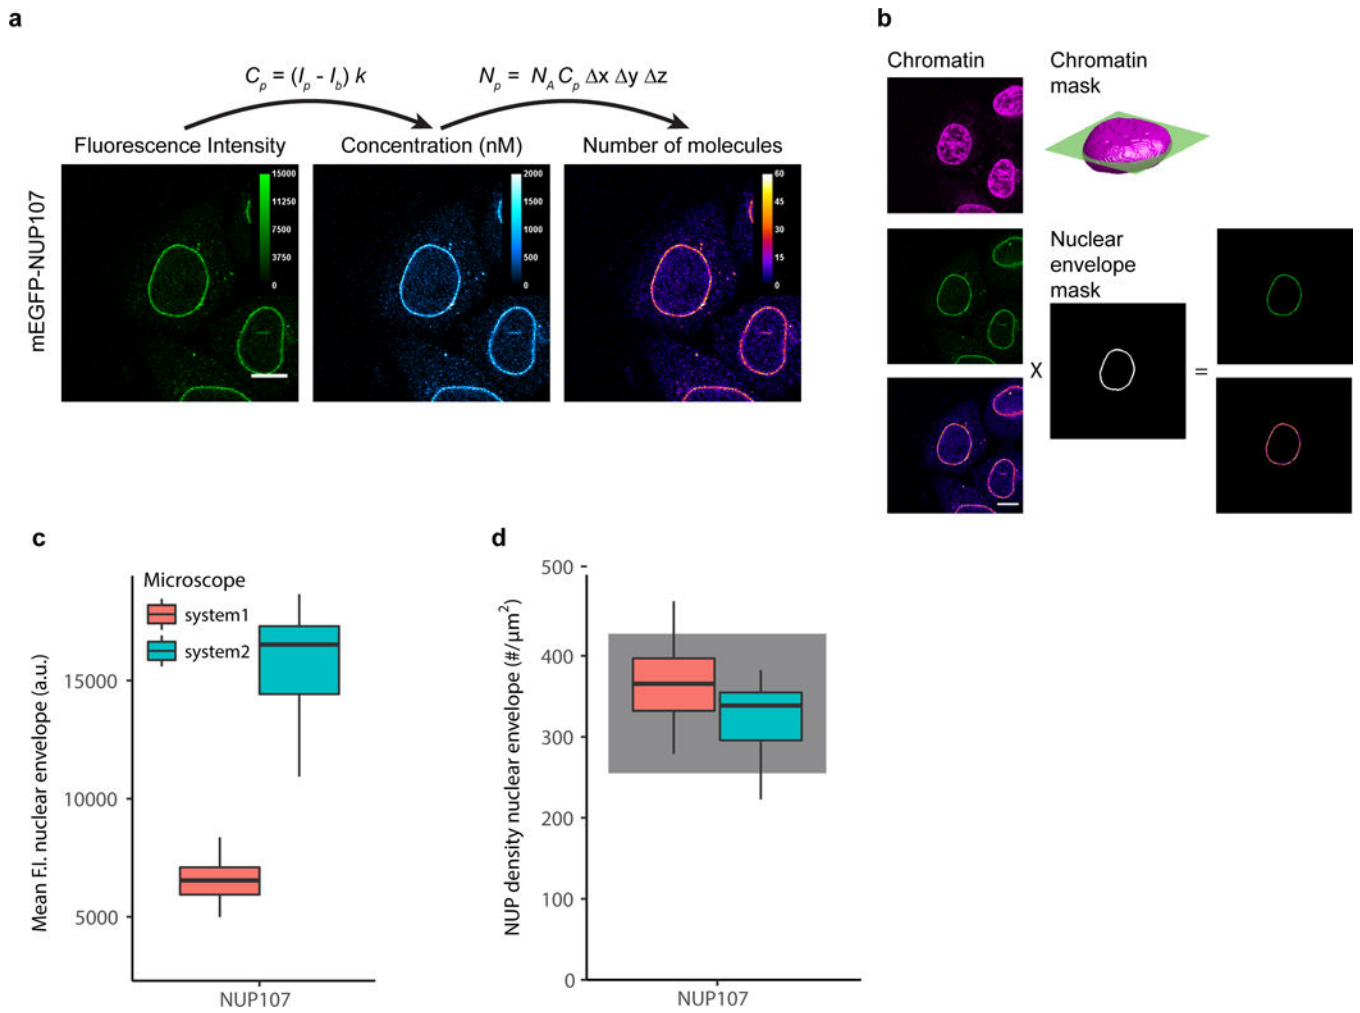 a
C_p = (I_p - I_b) k
N_p = N_A C_p Δx Δy Δz
Fluorescence Intensity
Concentration (nM)
Number of molecules
mEGFP-NUP107
15000
11250
7500
3750
0
2000
1500
1000
500
0
60
45
30
15
0
b
Chromatin
Chromatin
mask
Nuclear
envelope
mask
X
=
c
Mean F.I. nuclear envelope (a.u.)
Microscope
system1
system2
15000
10000
5000
NUP107
d
NUP density nuclear envelope (#/μm²)
500
400
300
200
100
0
NUP107